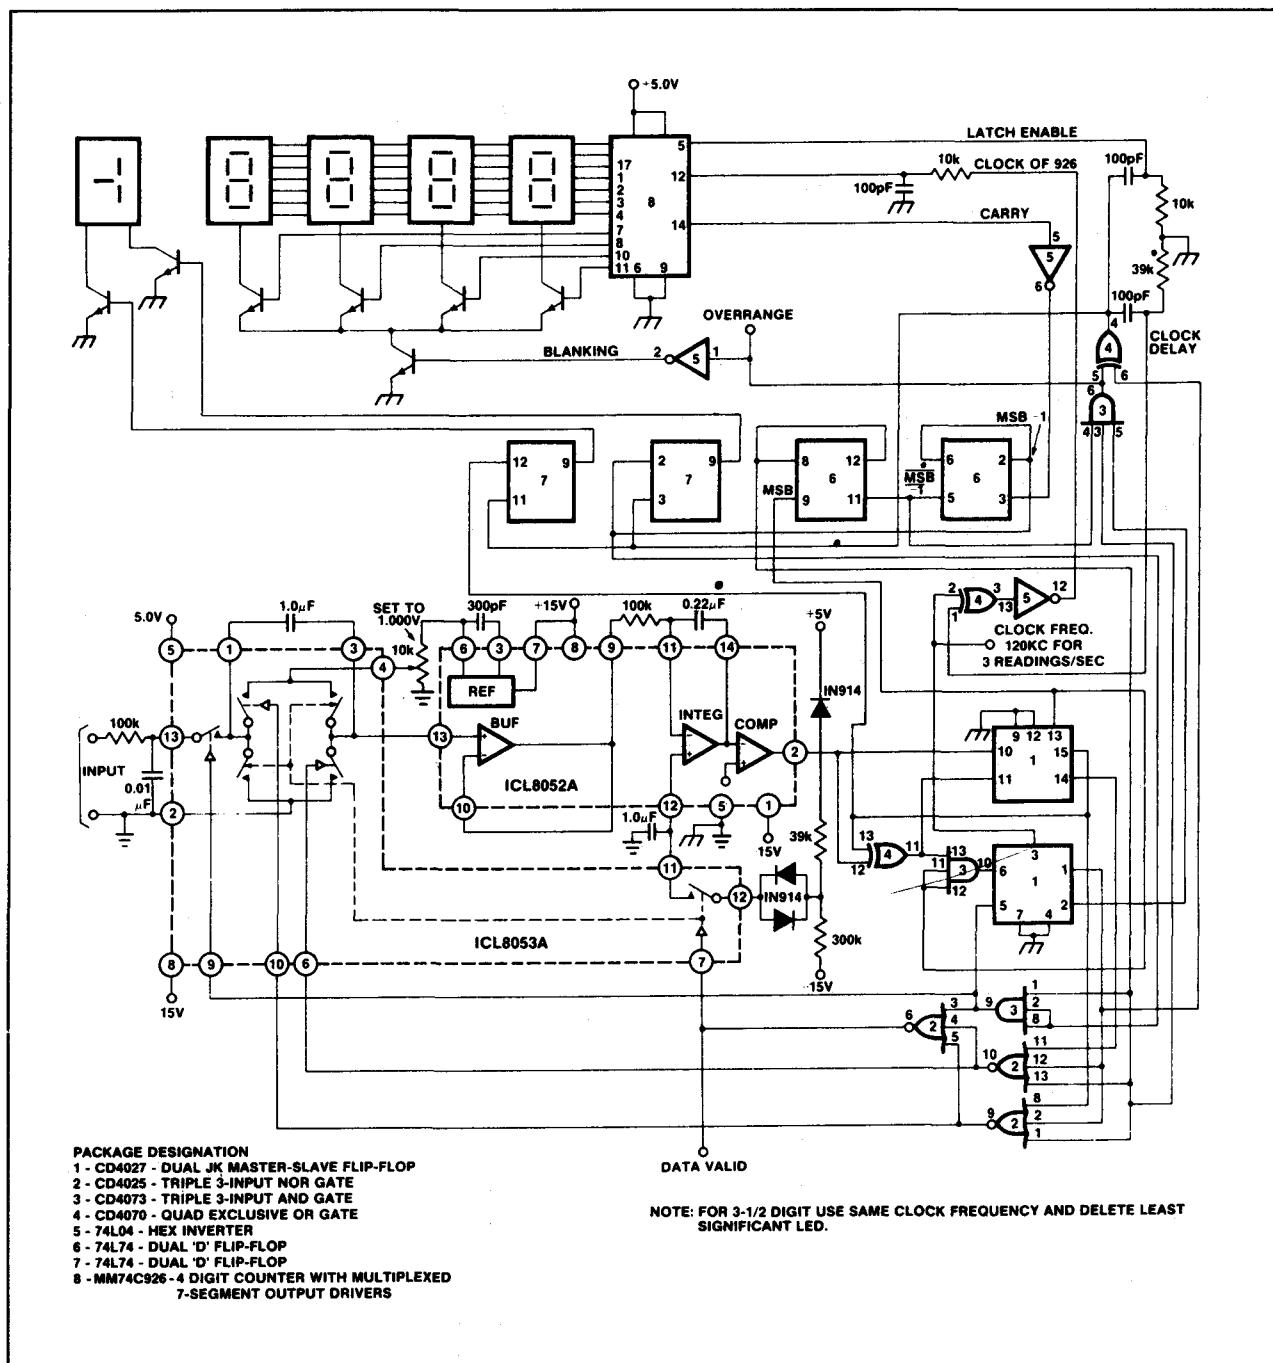 +5.0V
LATCH ENABLE
5
17
1
2
3
4
7
8
10
11
6
9
8
12
14
10k
CLOCK OF 926
100pF
100pF
10k
CARRY
5
5
6
39k
100pF
CLOCK DELAY
OVERRANGE
BLANKING
2
5
1
4
4
5
6
6
3
4
3
5
MSB -1
12
9
7
11
2
9
7
3
8
12
MSB
9
6
11
6
2
MSB
-1
6
5
3
2
4
3
5
12
1
13
CLOCK FREQ.
120KC FOR
3 READINGS/SEC
5.0V
1.0µF
SET TO
1.000V
10k
300pF
+15V
100k
0.22µF
+5V
5
1
3
4
6
3
7
8
9
11
14
REF
IN914
100k
13
INPUT
0.01
µF
2
13
BUF
INTEG
COMP
2
10
ICL8052A
12
5
1
1.0µF
15V
39k
9
12
13
10
1
15
11
14
13
4
11
12
13
11
3
10
12
3
6
1
1
5
2
7
4
11
12
IN914
300k
15V
ICL8053A
8
9
10
6
7
15V
6
2
3
4
5
9
3
1
2
8
10
2
11
12
13
9
2
8
2
1
DATA VALID
PACKAGE DESIGNATION
1 - CD4027 - DUAL JK MASTER-SLAVE FLIP-FLOP
2 - CD4025 - TRIPLE 3-INPUT NOR GATE
3 - CD4073 - TRIPLE 3-INPUT AND GATE
4 - CD4070 - QUAD EXCLUSIVE OR GATE
5 - 74L04 - HEX INVERTER
6 - 74L74 - DUAL 'D' FLIP-FLOP
7 - 74L74 - DUAL 'D' FLIP-FLOP
8 - MM74C926 - 4 DIGIT COUNTER WITH MULTIPLEXED
7-SEGMENT OUTPUT DRIVERS
NOTE: FOR 3-1/2 DIGIT USE SAME CLOCK FREQUENCY AND DELETE LEAST
SIGNIFICANT LED.